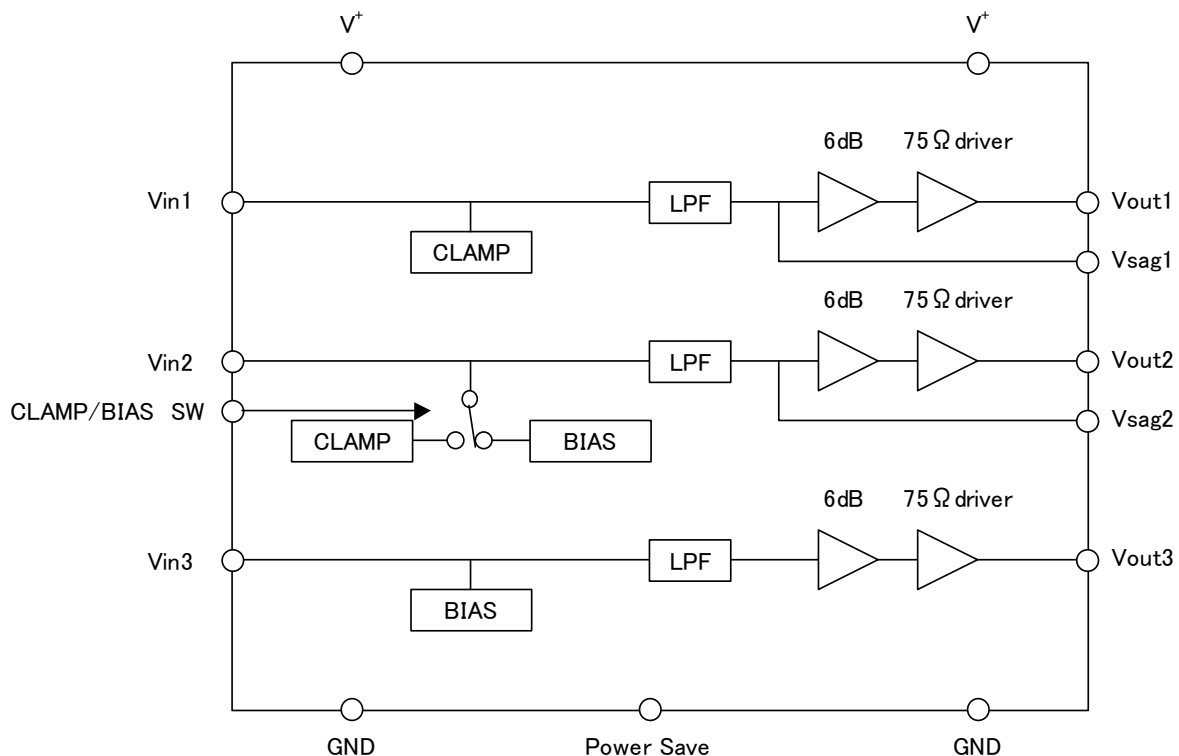 V+ V+
6dB 75Ω driver
Vin1 LPF Vout1
CLAMP Vsag1
6dB 75Ω driver
Vin2 LPF Vout2
CLAMP/BIAS SW Vsag2
CLAMP BIAS
6dB 75Ω driver
Vin3 LPF Vout3
BIAS
GND Power Save GND